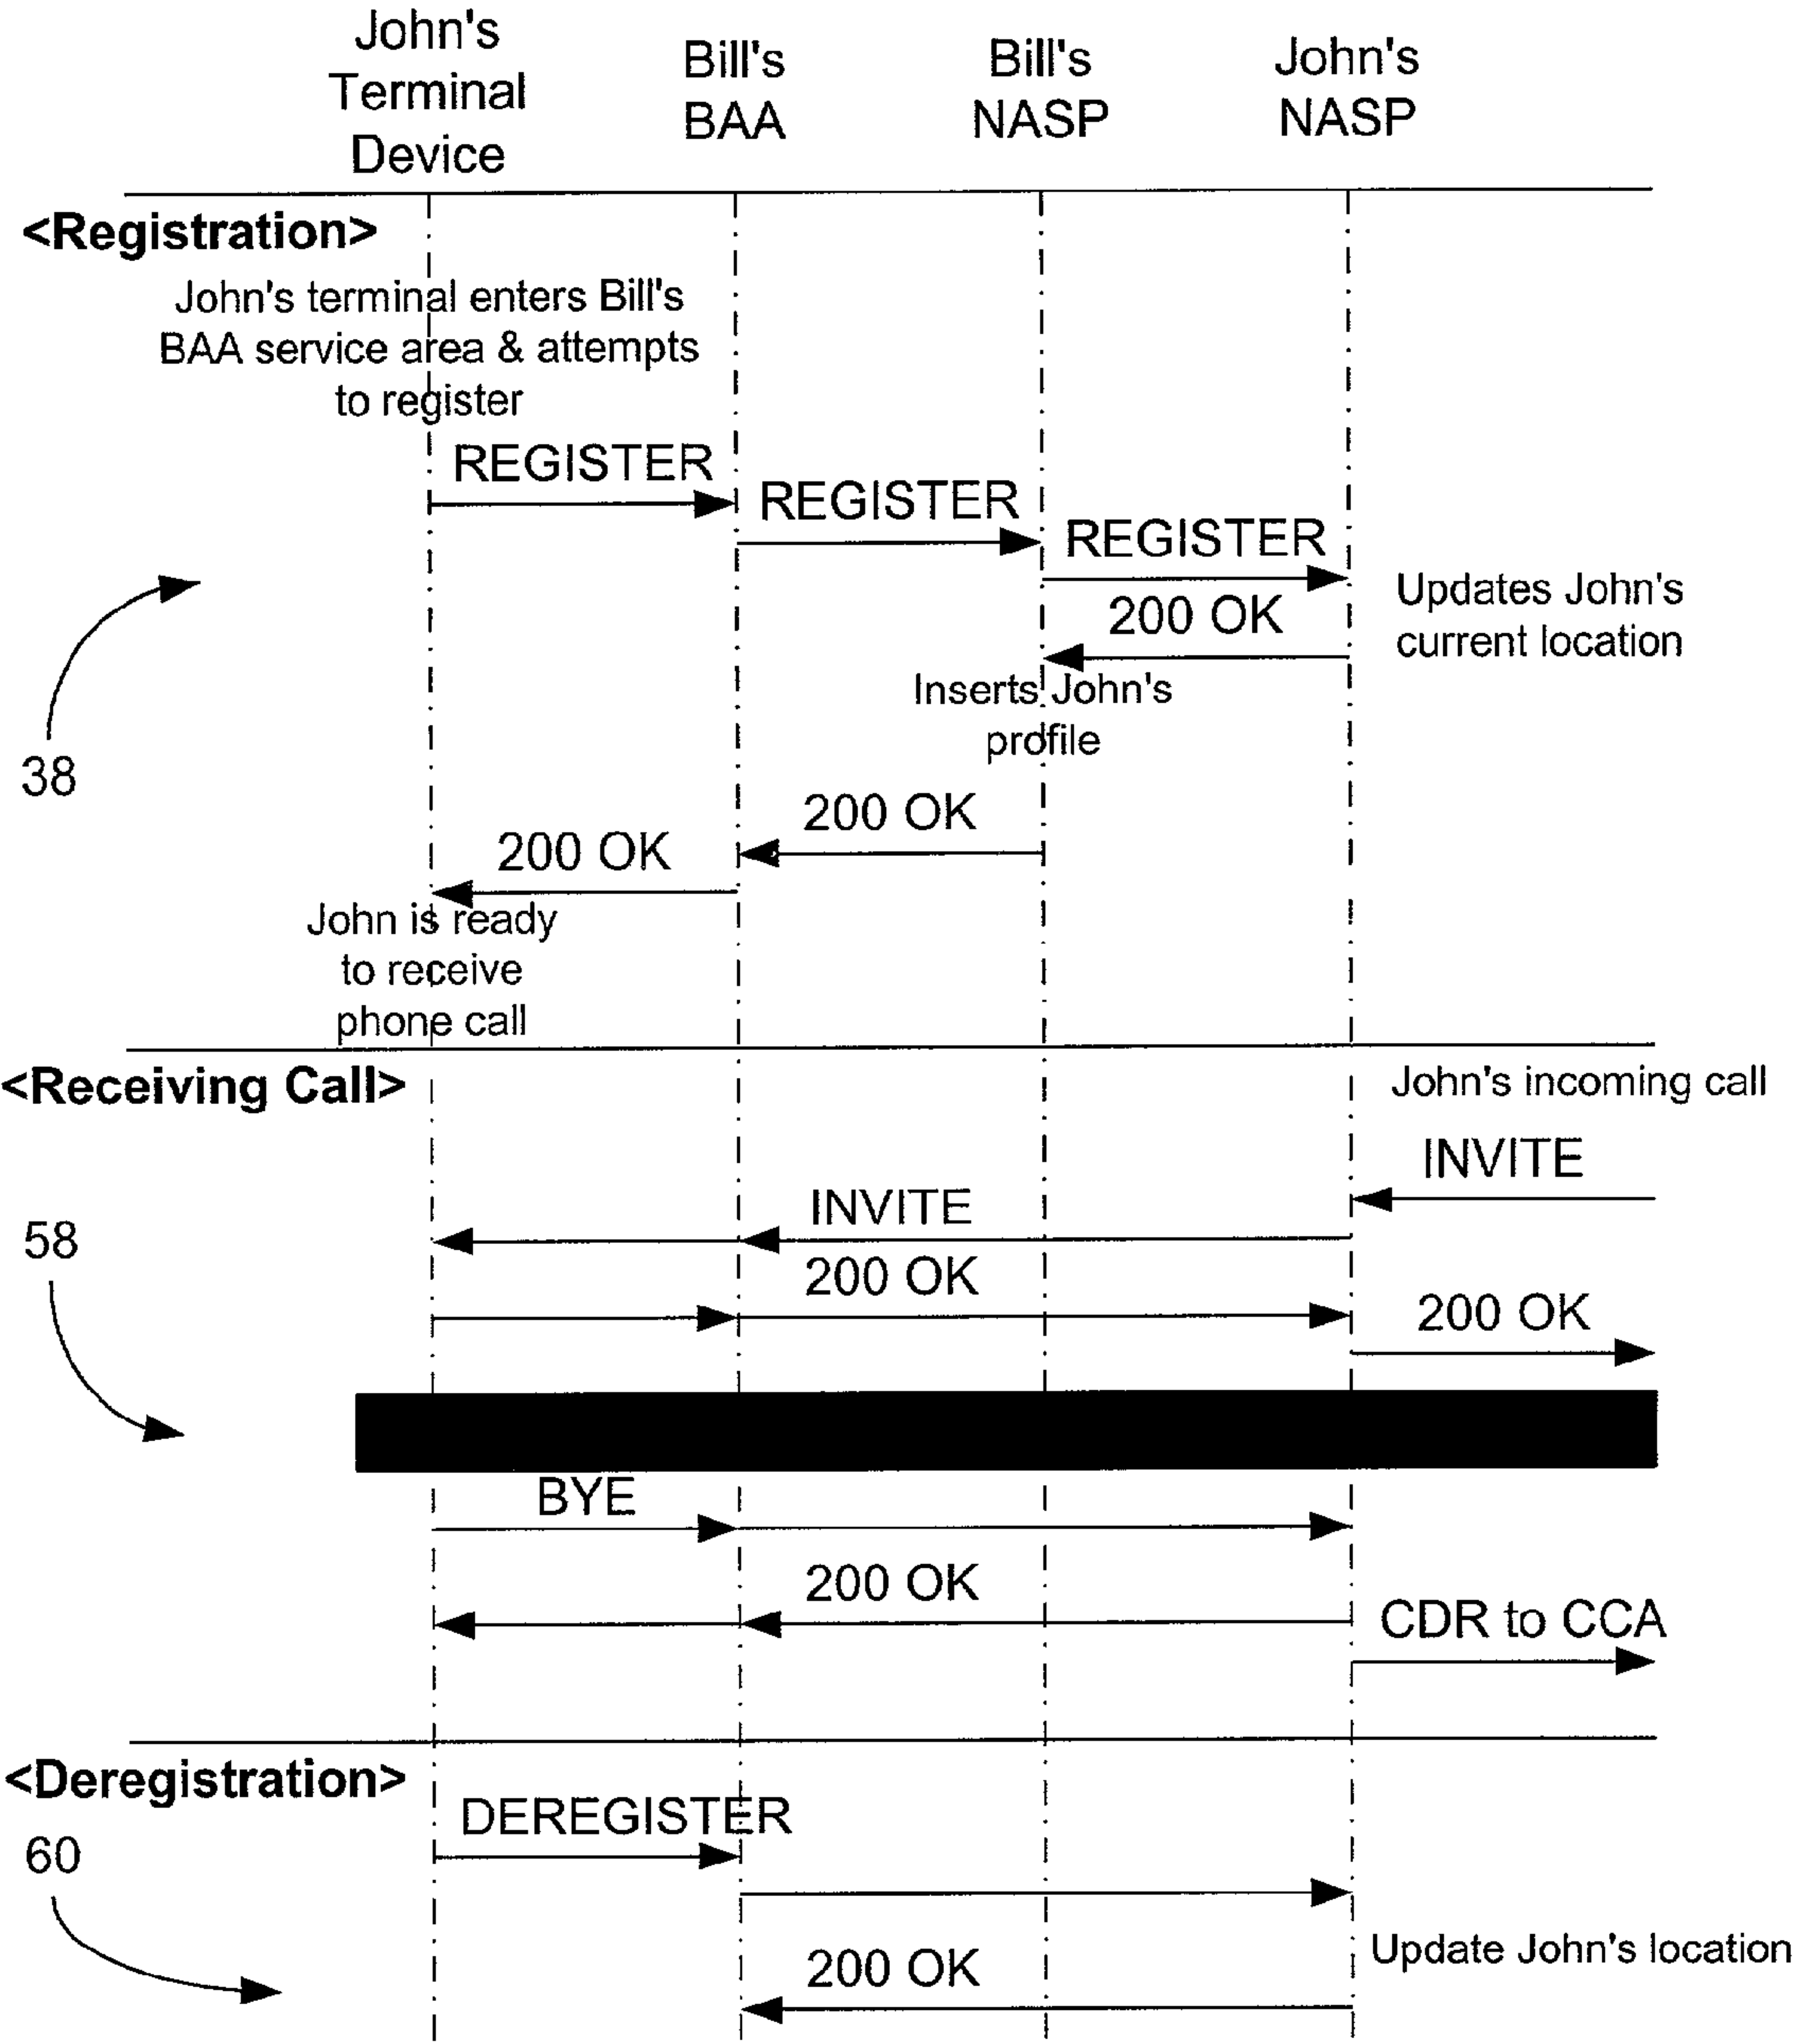 John's
Terminal
Device
Bill's
BAA
Bill's
NASP
John's
NASP
<Registration>
John's terminal enters Bill's
BAA service area & attempts
to register
REGISTER
REGISTER
REGISTER
200 OK
Updates John's
current location
Inserts John's
profile
38
200 OK
200 OK
John is ready
to receive
phone call
<Receiving Call>
John's incoming call
INVITE
INVITE
58
200 OK
200 OK
BYE
200 OK
CDR to CCA
<Deregistration>
DEREGISTER
60
Update John's location
200 OK